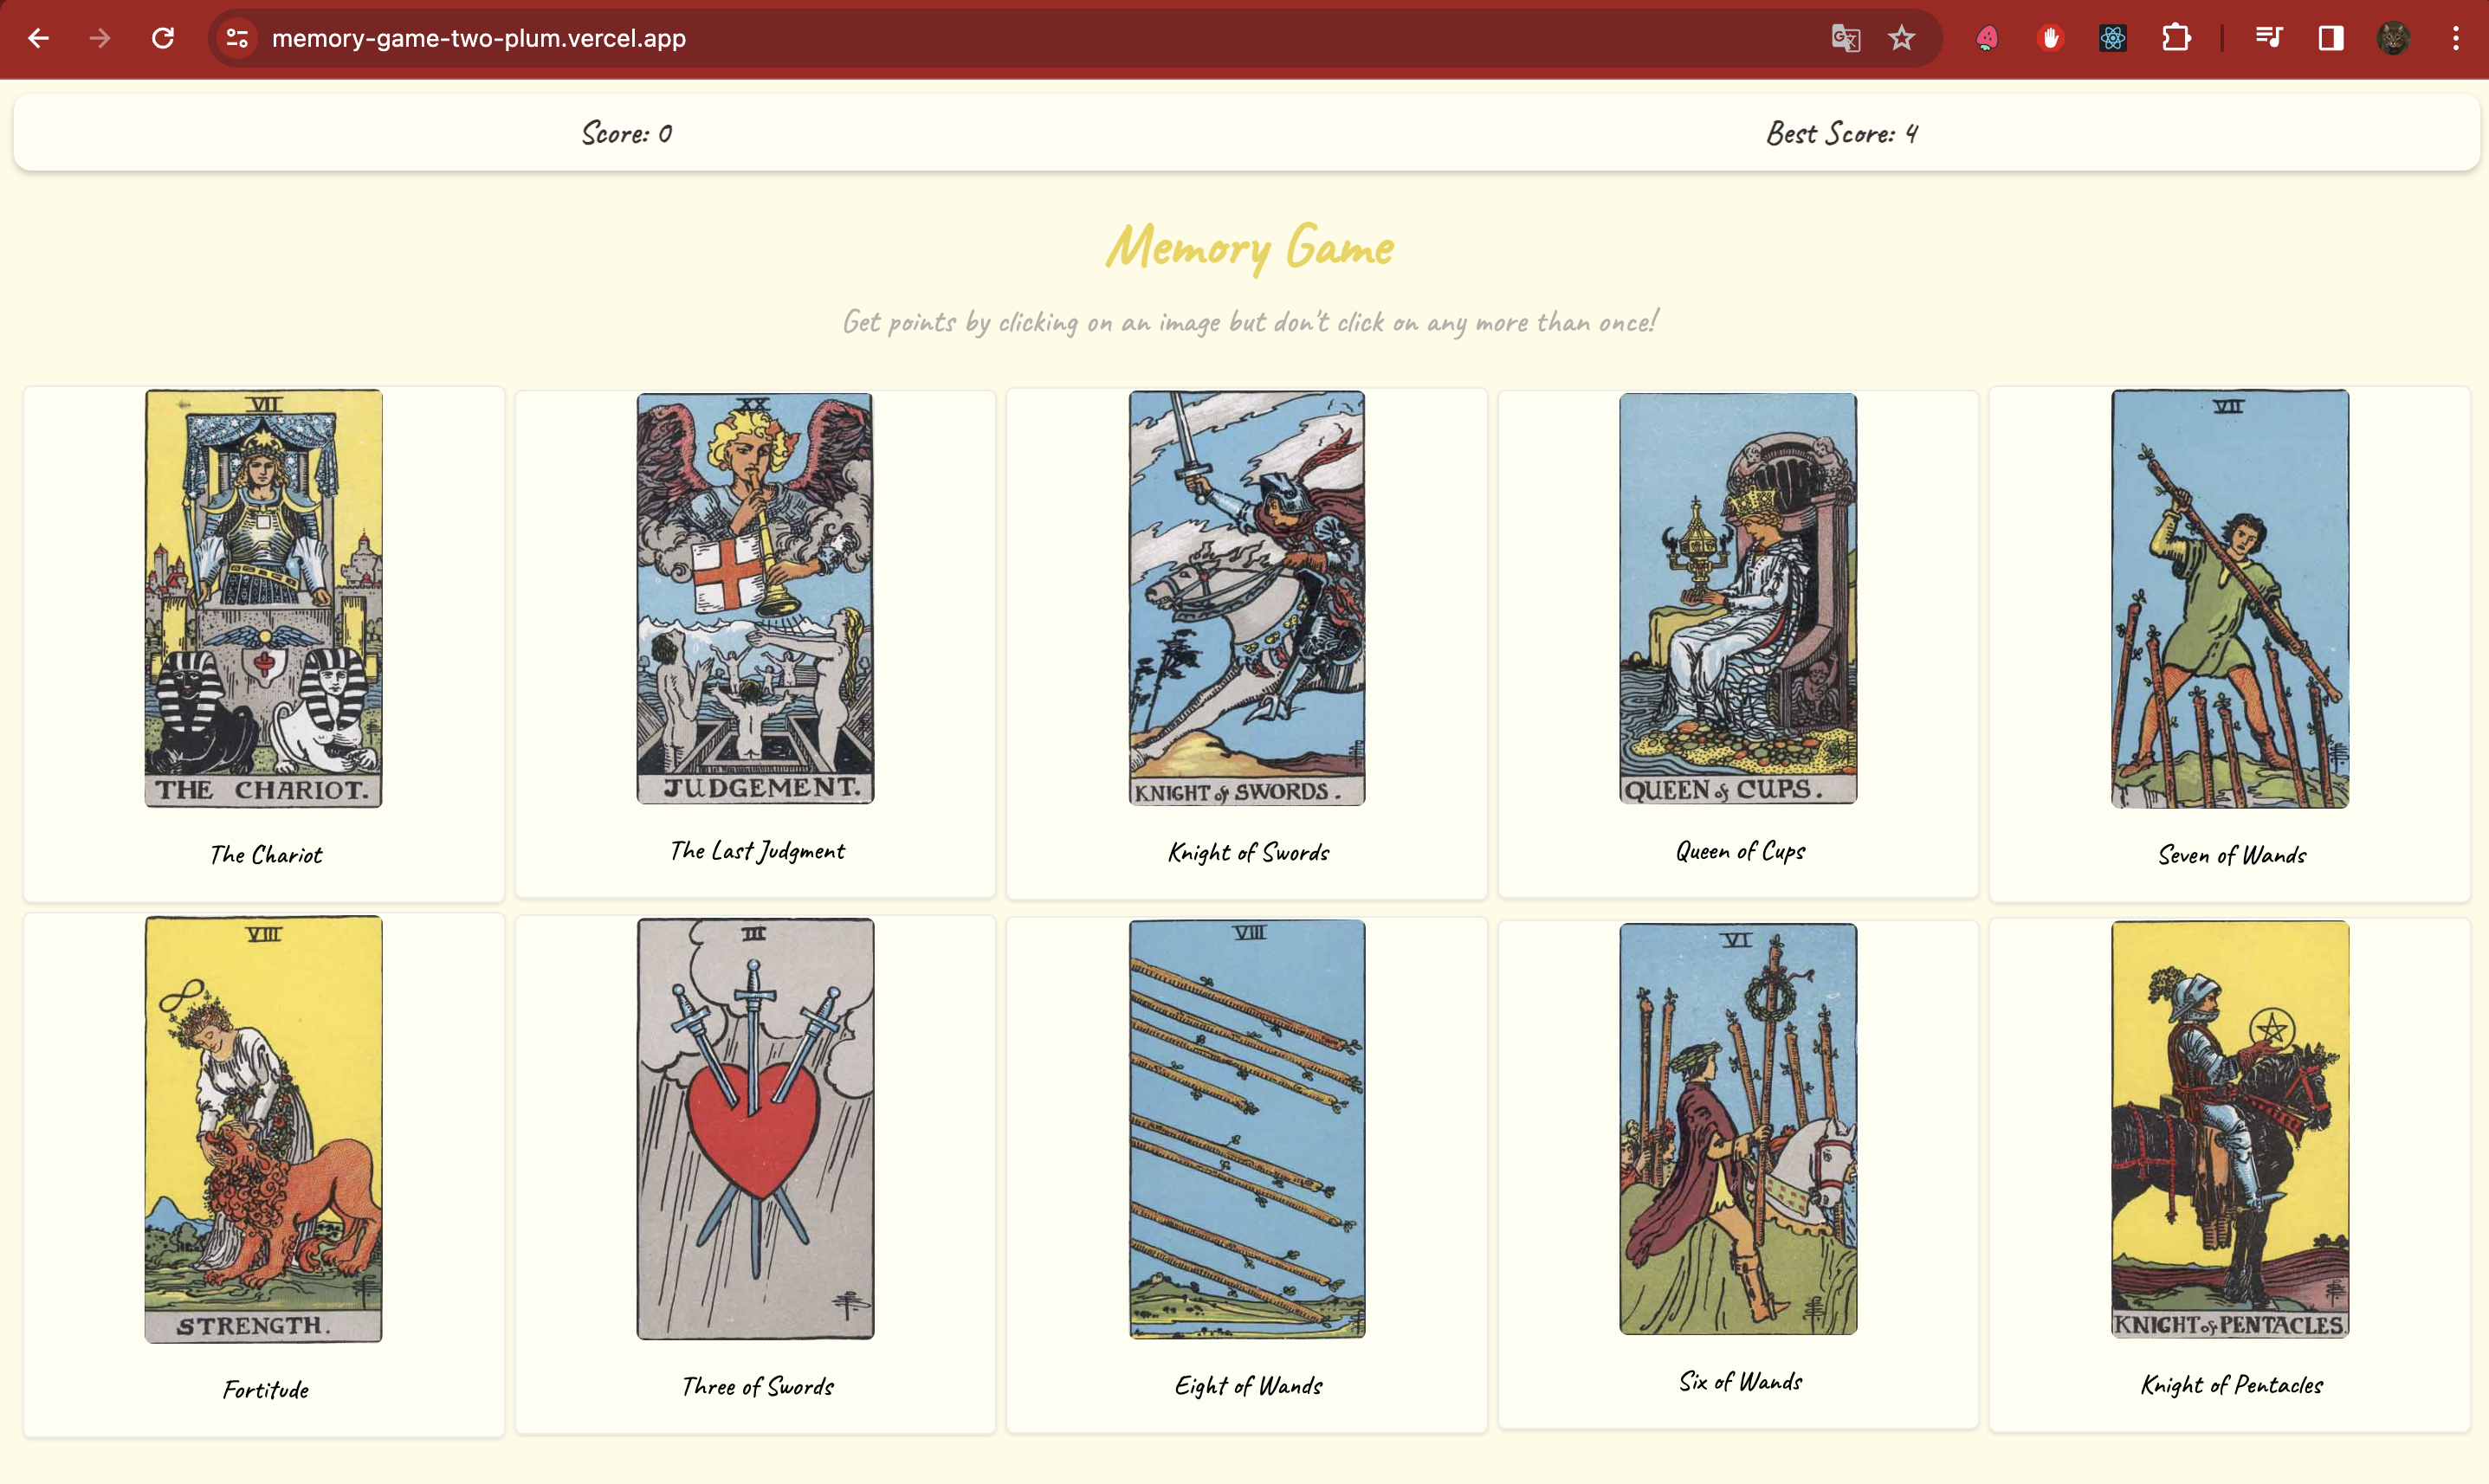 memory-game-two-plum.vercel.app
Score: 0
Best Score: 4
Memory Game
Get points by clicking on an image but don't click on any more than once!
VII
THE CHARIOT.
The Chariot
XX
JUDGEMENT.
The Last Judgment
KNIGHT of SWORDS.
Knight of Swords
QUEEN of CUPS.
Queen of Cups
VII
Seven of Wands
VIII
STRENGTH.
Fortitude
III
Three of Swords
VIII
Eight of Wands
VI
Six of Wands
KNIGHT of PENTACLES.
Knight of Pentacles